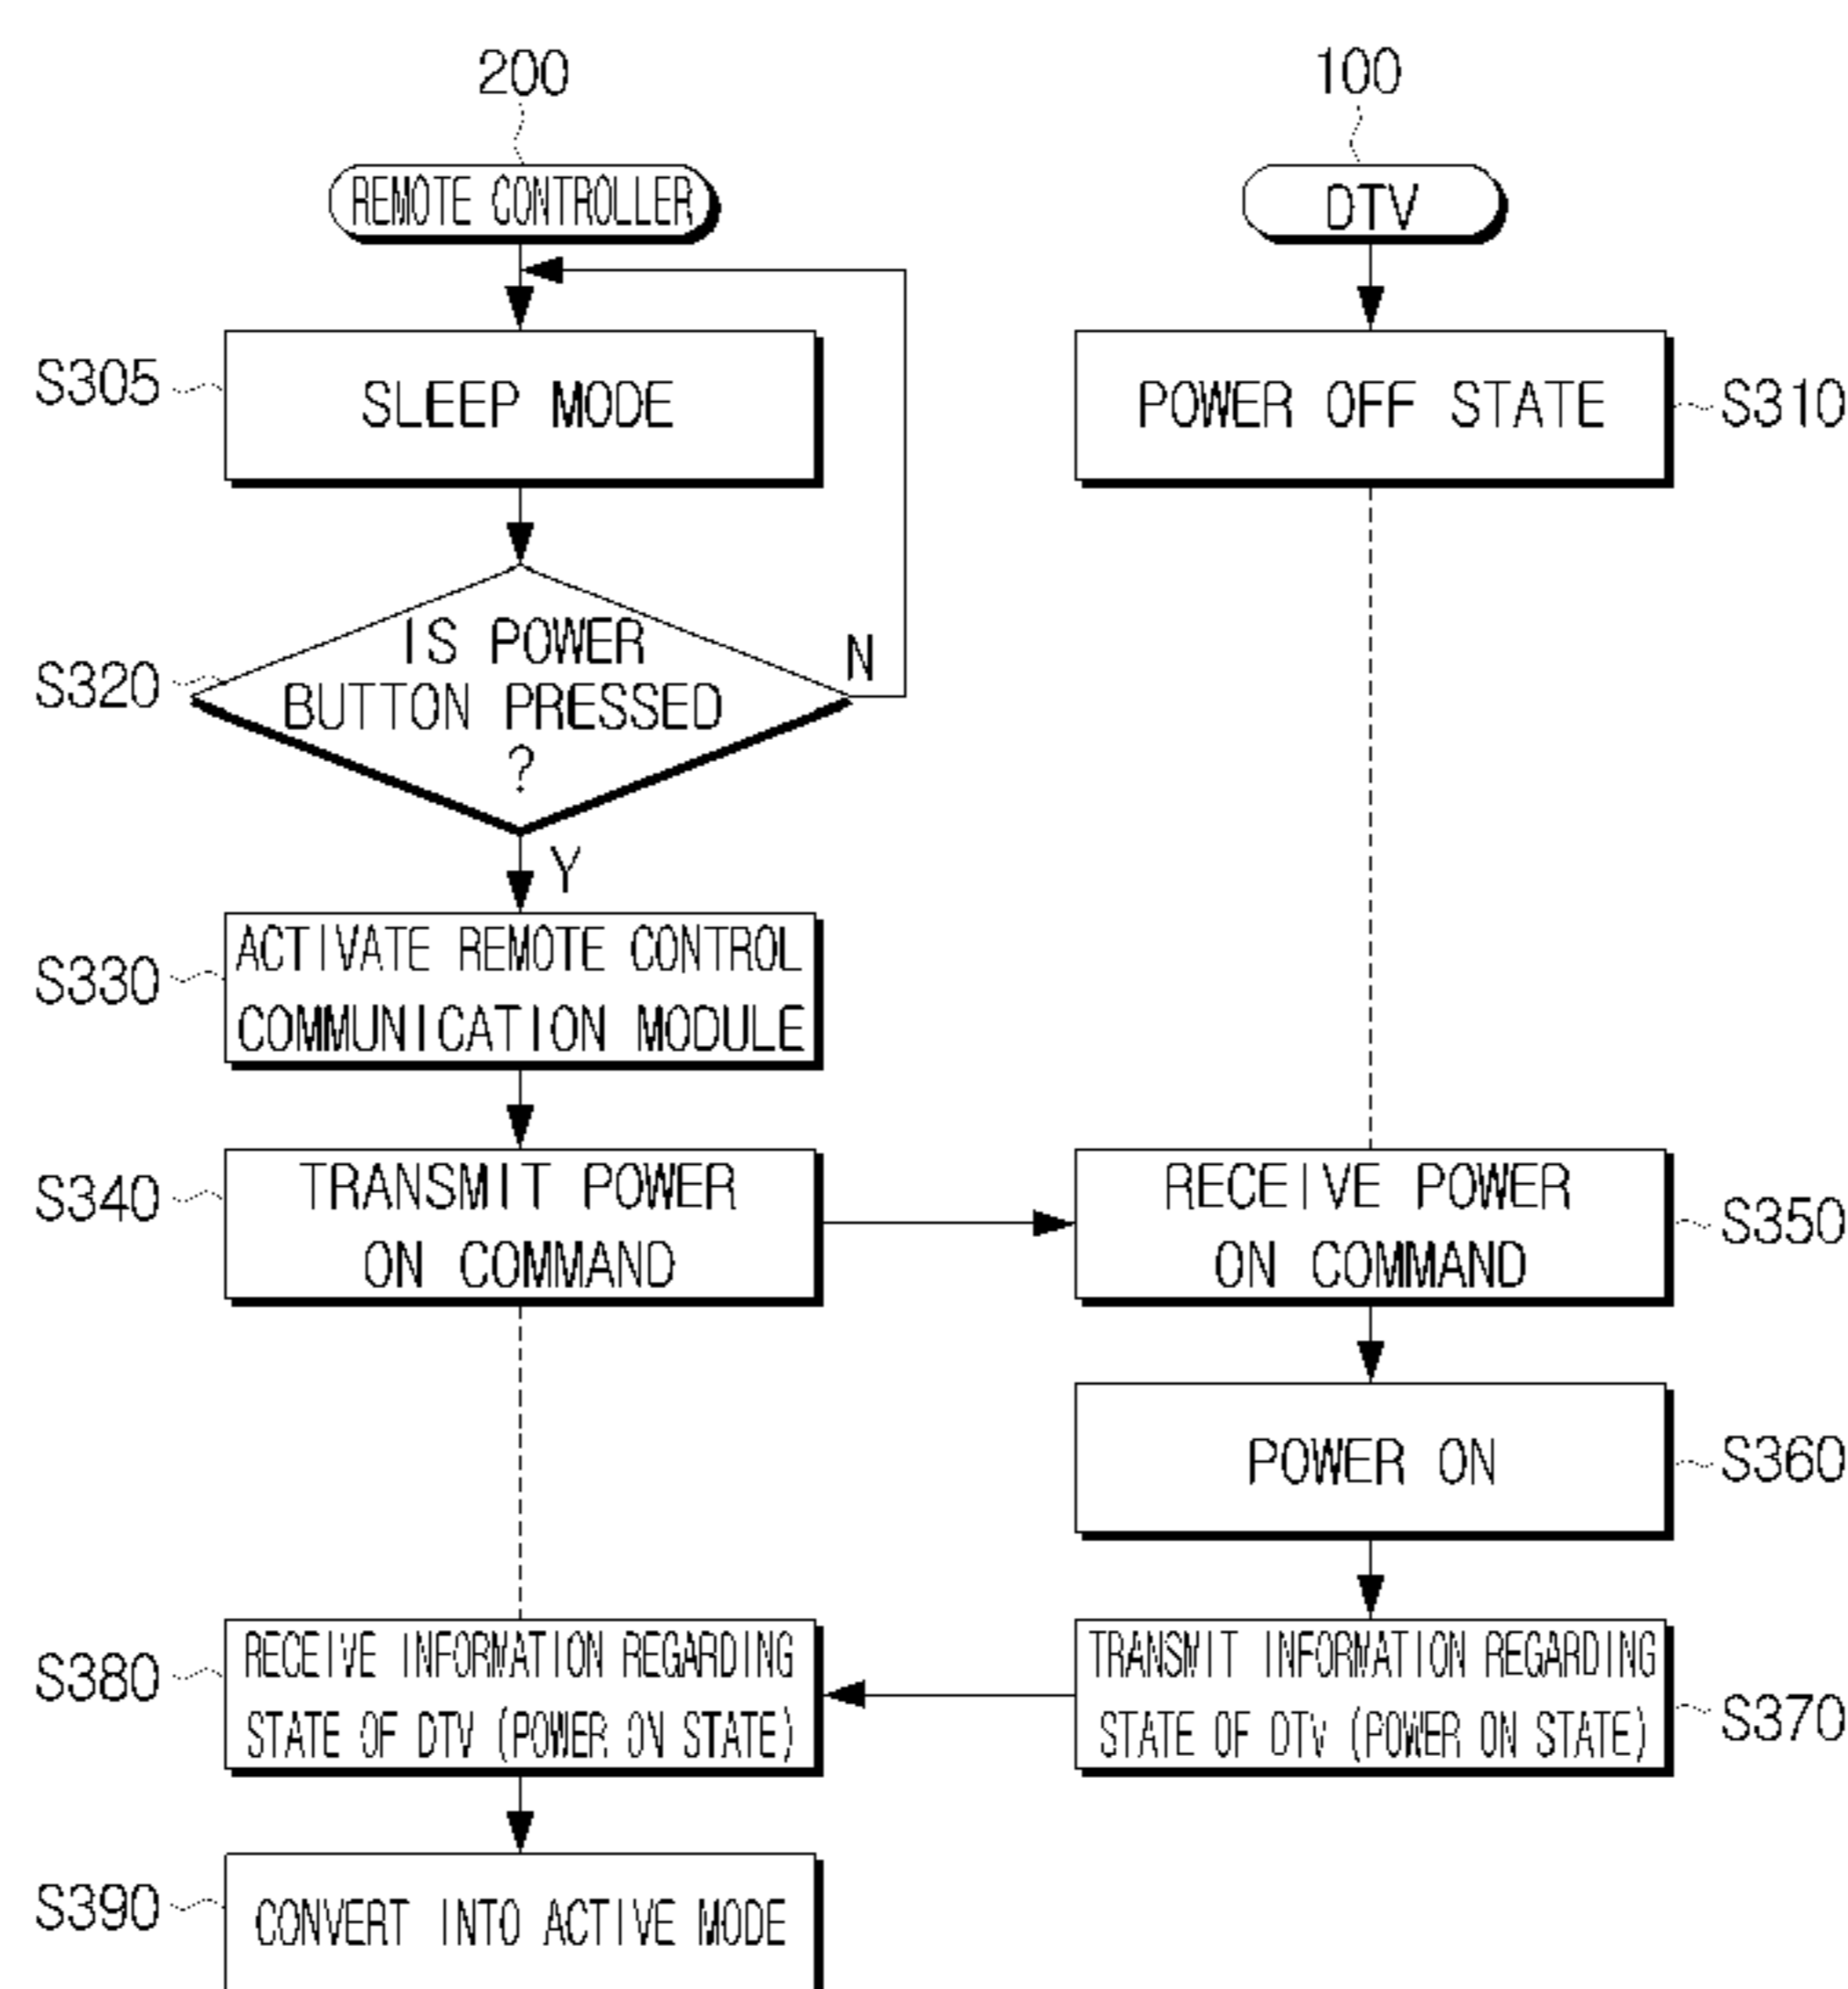 200
100
REMOTE CONTROLLER
DTV
S305
SLEEP MODE
POWER OFF STATE
S310
S320
IS POWER
BUTTON PRESSED
?
N
Y
S330
ACTIVATE REMOTE CONTROL
COMMUNICATION MODULE
S340
TRANSMIT POWER
ON COMMAND
RECEIVE POWER
ON COMMAND
S350
POWER ON
S360
S380
RECEIVE INFORMATION REGARDING
STATE OF DTV (POWER ON STATE)
TRANSMIT INFORMATION REGARDING
STATE OF DTV (POWER ON STATE)
S370
S390
CONVERT INTO ACTIVE MODE